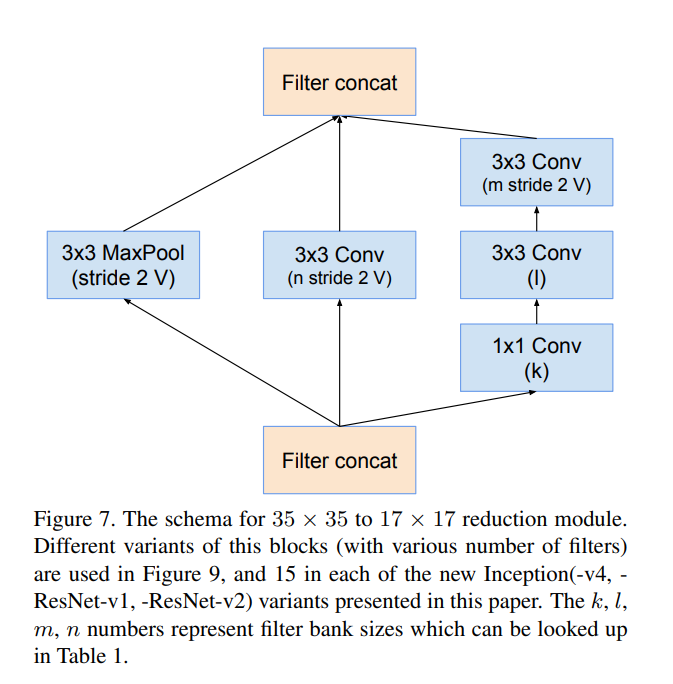 Filter concat
3x3 Conv
(m stride 2 V)
3x3 MaxPool
(stride 2 V)
3x3 Conv
(n stride 2 V)
3x3 Conv
(l)
1x1 Conv
(k)
Filter concat
Figure 7. The schema for 35 × 35 to 17 × 17 reduction module.
Different variants of this blocks (with various number of filters)
are used in Figure 9, and 15 in each of the new Inception(-v4, -
ResNet-v1, -ResNet-v2) variants presented in this paper. The k, l,
m, n numbers represent filter bank sizes which can be looked up
in Table 1.